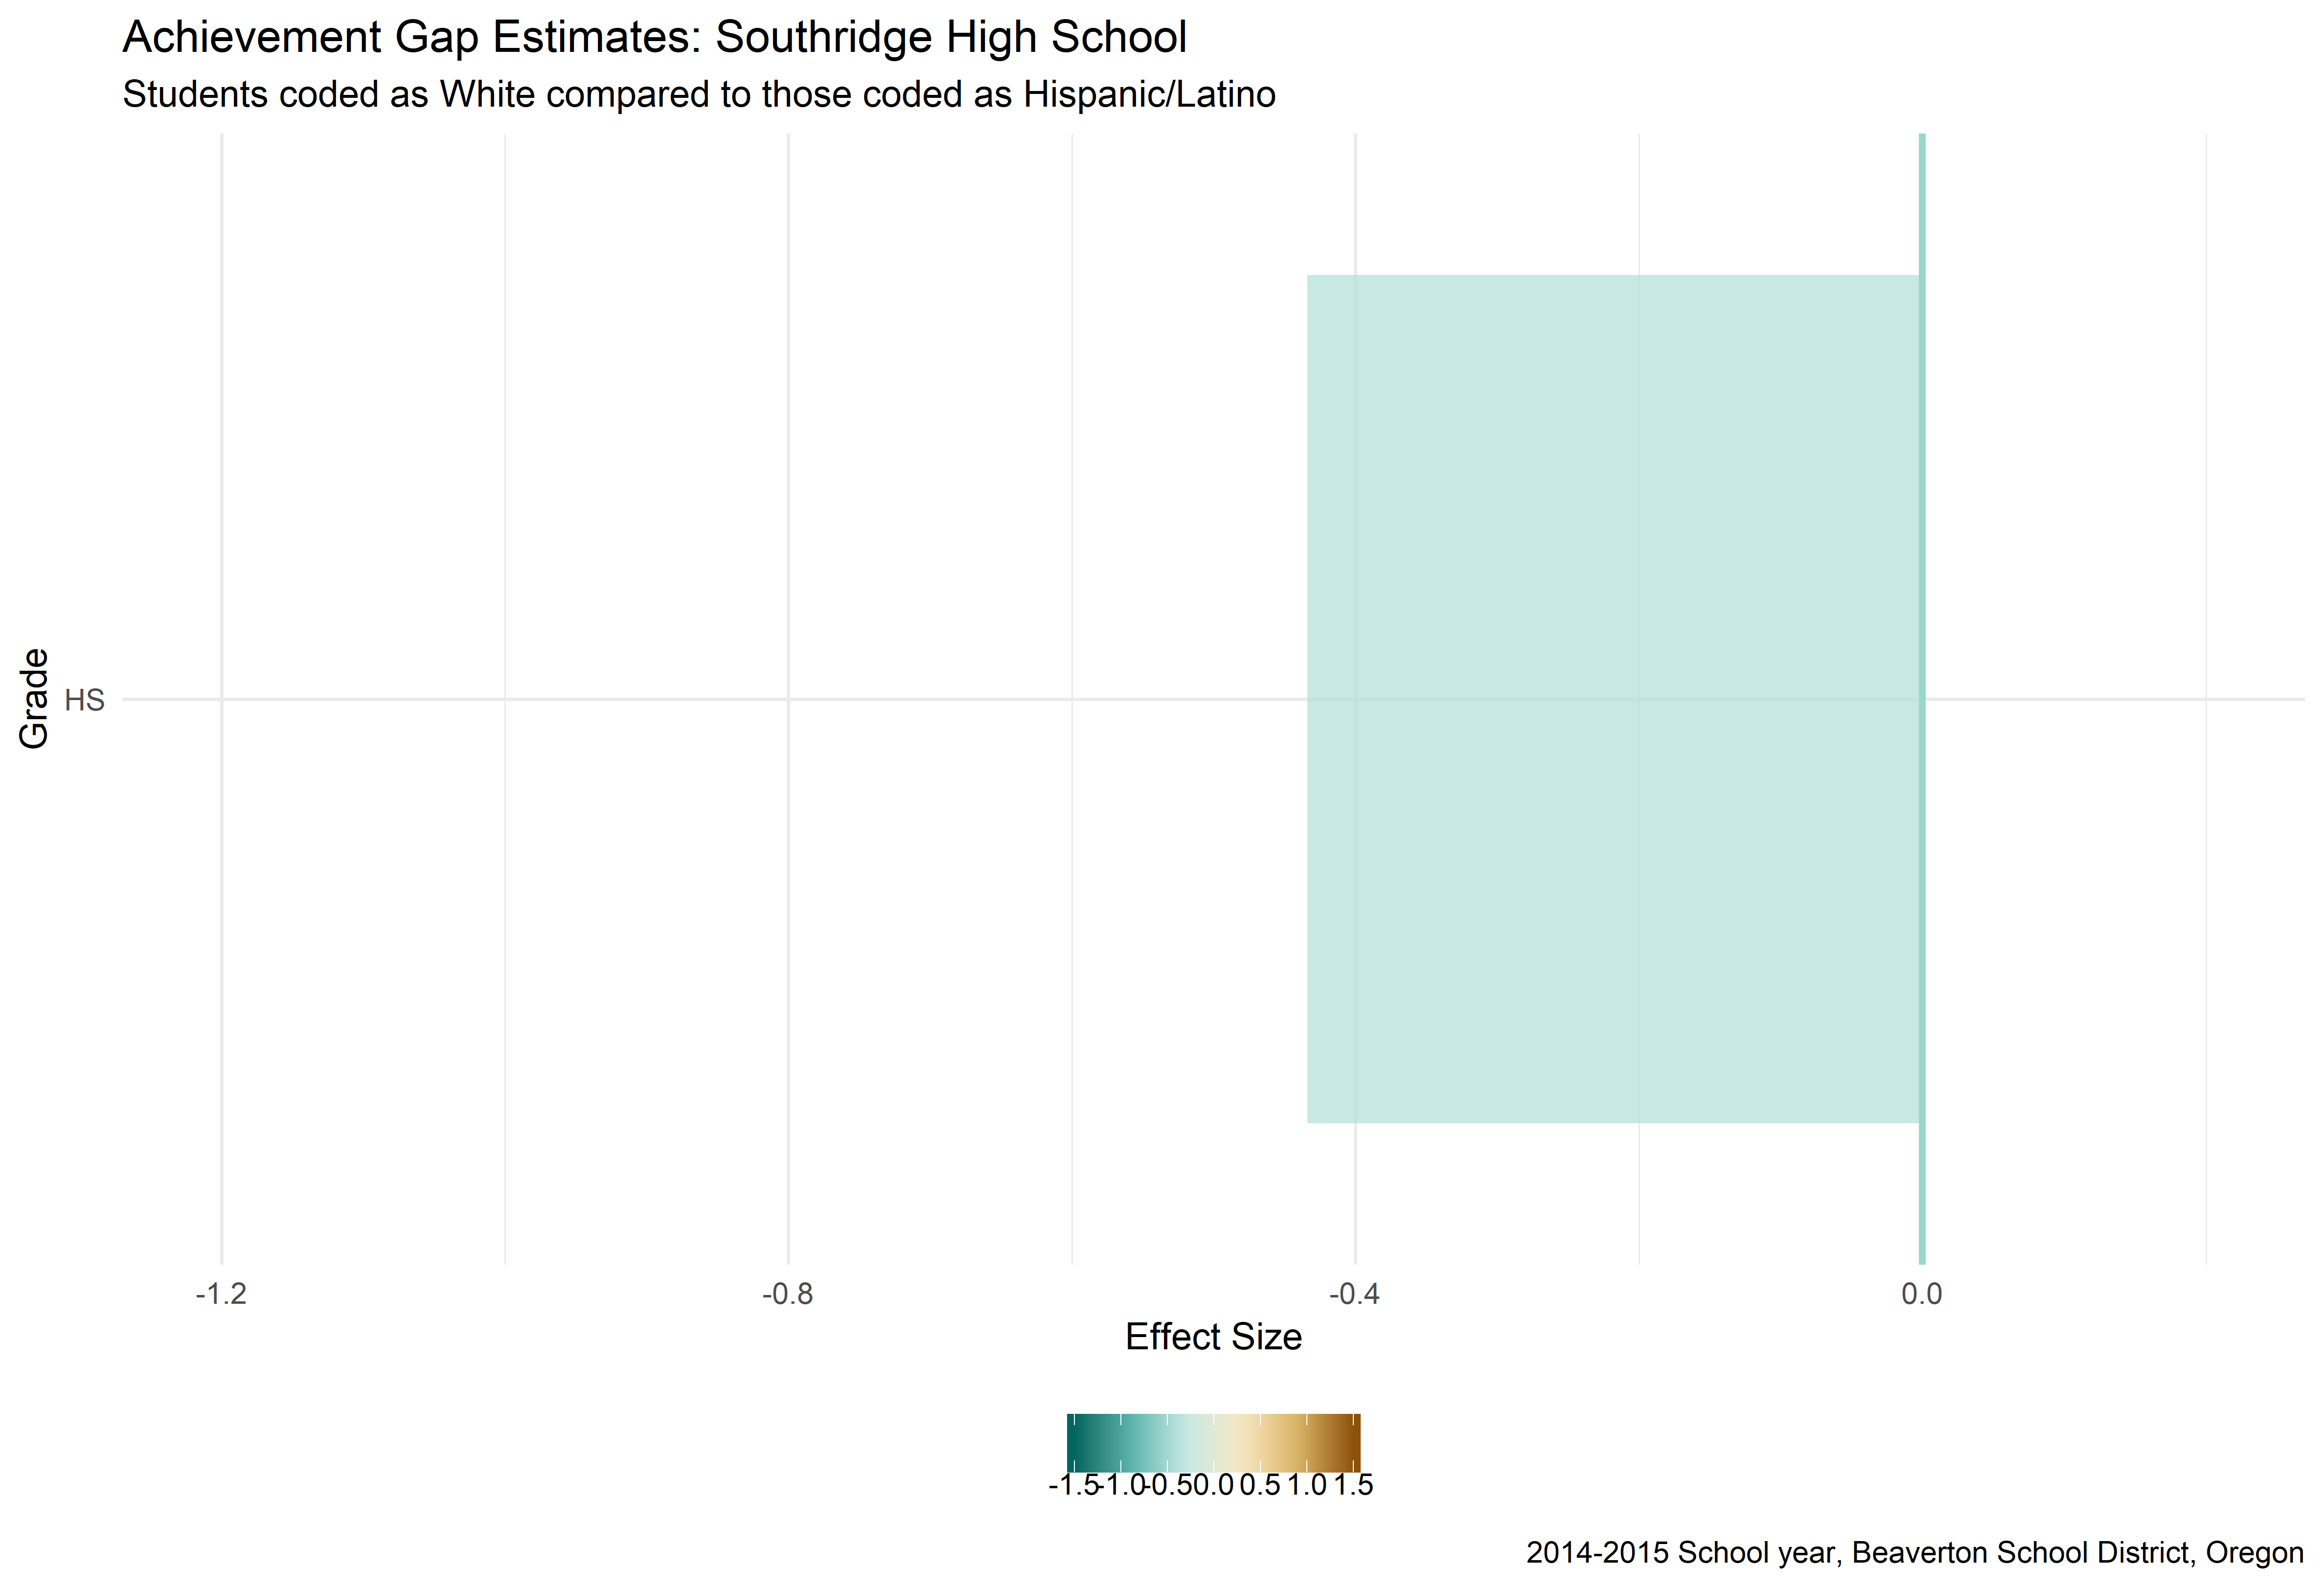 Achievement Gap Estimates: Southridge High School
Students coded as White compared to those coded as Hispanic/Latino
Grade
HS
-1.2 -0.8 -0.4 0.0
Effect Size
-1.5 -1.0 -0.5 0.0 0.5 1.0 1.5
2014-2015 School year, Beaverton School District, Oregon